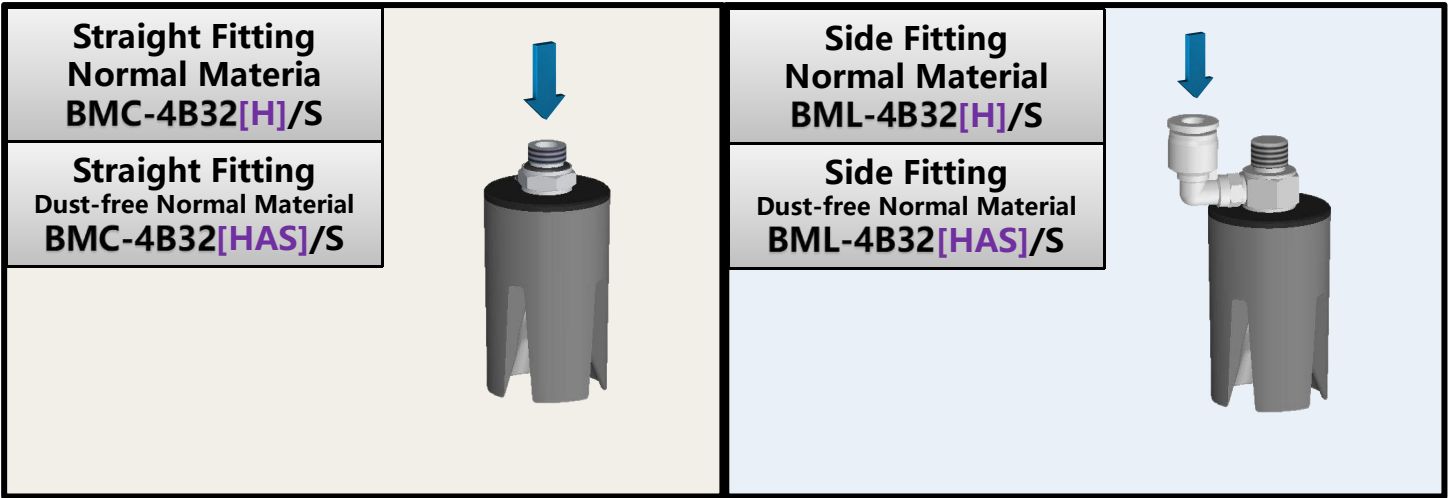 Straight Fitting
Normal Materia
BMC-4B32[H]/S
Straight Fitting
Dust-free Normal Material
BMC-4B32[HAS]/S
Side Fitting
Normal Material
BML-4B32[H]/S
Side Fitting
Dust-free Normal Material
BML-4B32[HAS]/S